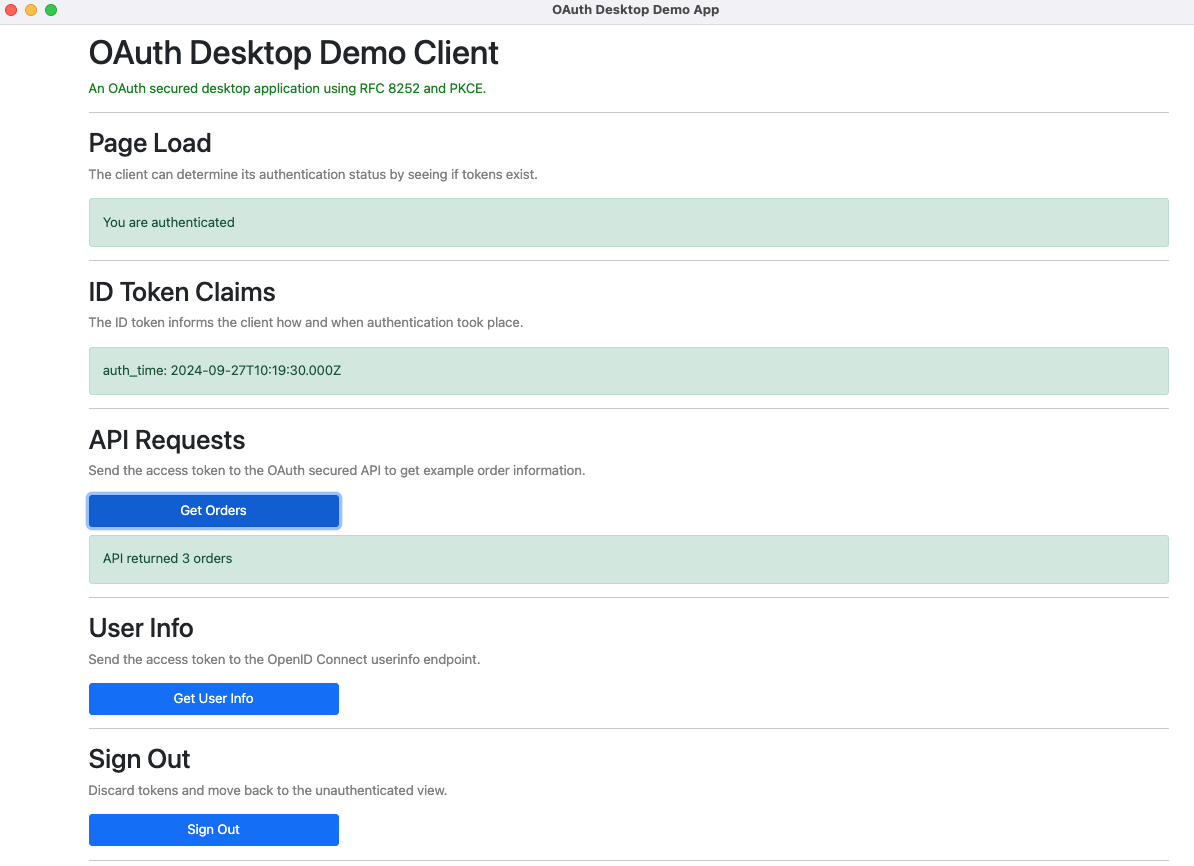 OAuth Desktop Demo App
OAuth Desktop Demo Client
An OAuth secured desktop application using RFC 8252 and PKCE.
Page Load
The client can determine its authentication status by seeing if tokens exist.
You are authenticated
ID Token Claims
The ID token informs the client how and when authentication took place.
auth_time: 2024-09-27T10:19:30.000Z
API Requests
Send the access token to the OAuth secured API to get example order information.
Get Orders
API returned 3 orders
User Info
Send the access token to the OpenID Connect userinfo endpoint.
Get User Info
Sign Out
Discard tokens and move back to the unauthenticated view.
Sign Out